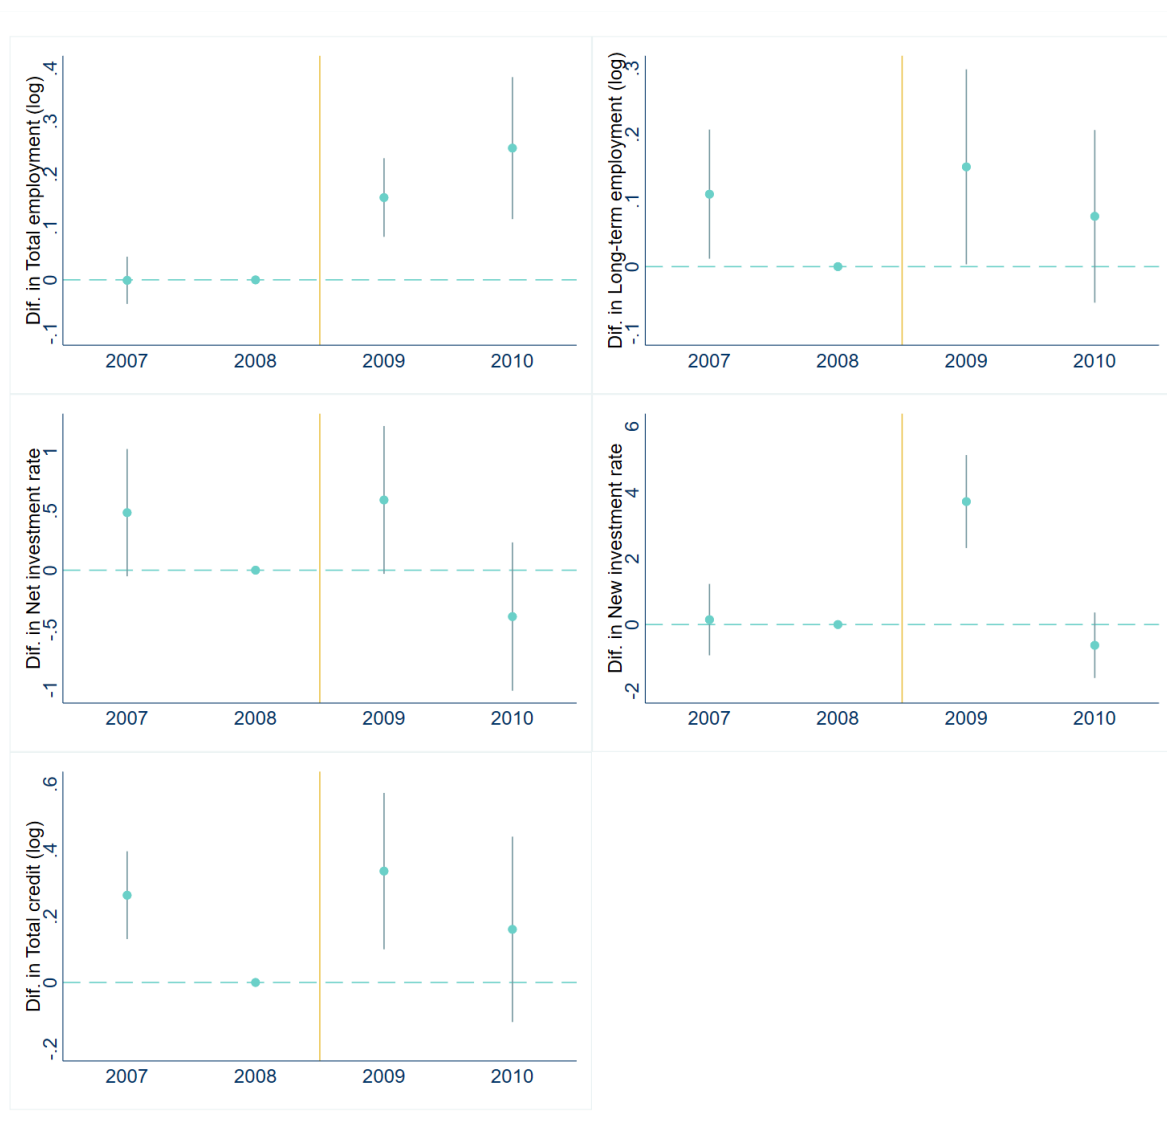 Dif. in Total employment (log)
.4
.3
.2
.1
0
-.1
2007 2008 2009 2010
Dif. in Long-term employment (log)
.3
.2
.1
0
-.1
2007 2008 2009 2010
Dif. in Net investment rate
1
.5
0
-.5
-1
2007 2008 2009 2010
Dif. in New investment rate
6
4
2
0
-2
2007 2008 2009 2010
Dif. in Total credit (log)
.6
.4
.2
0
-.2
2007 2008 2009 2010